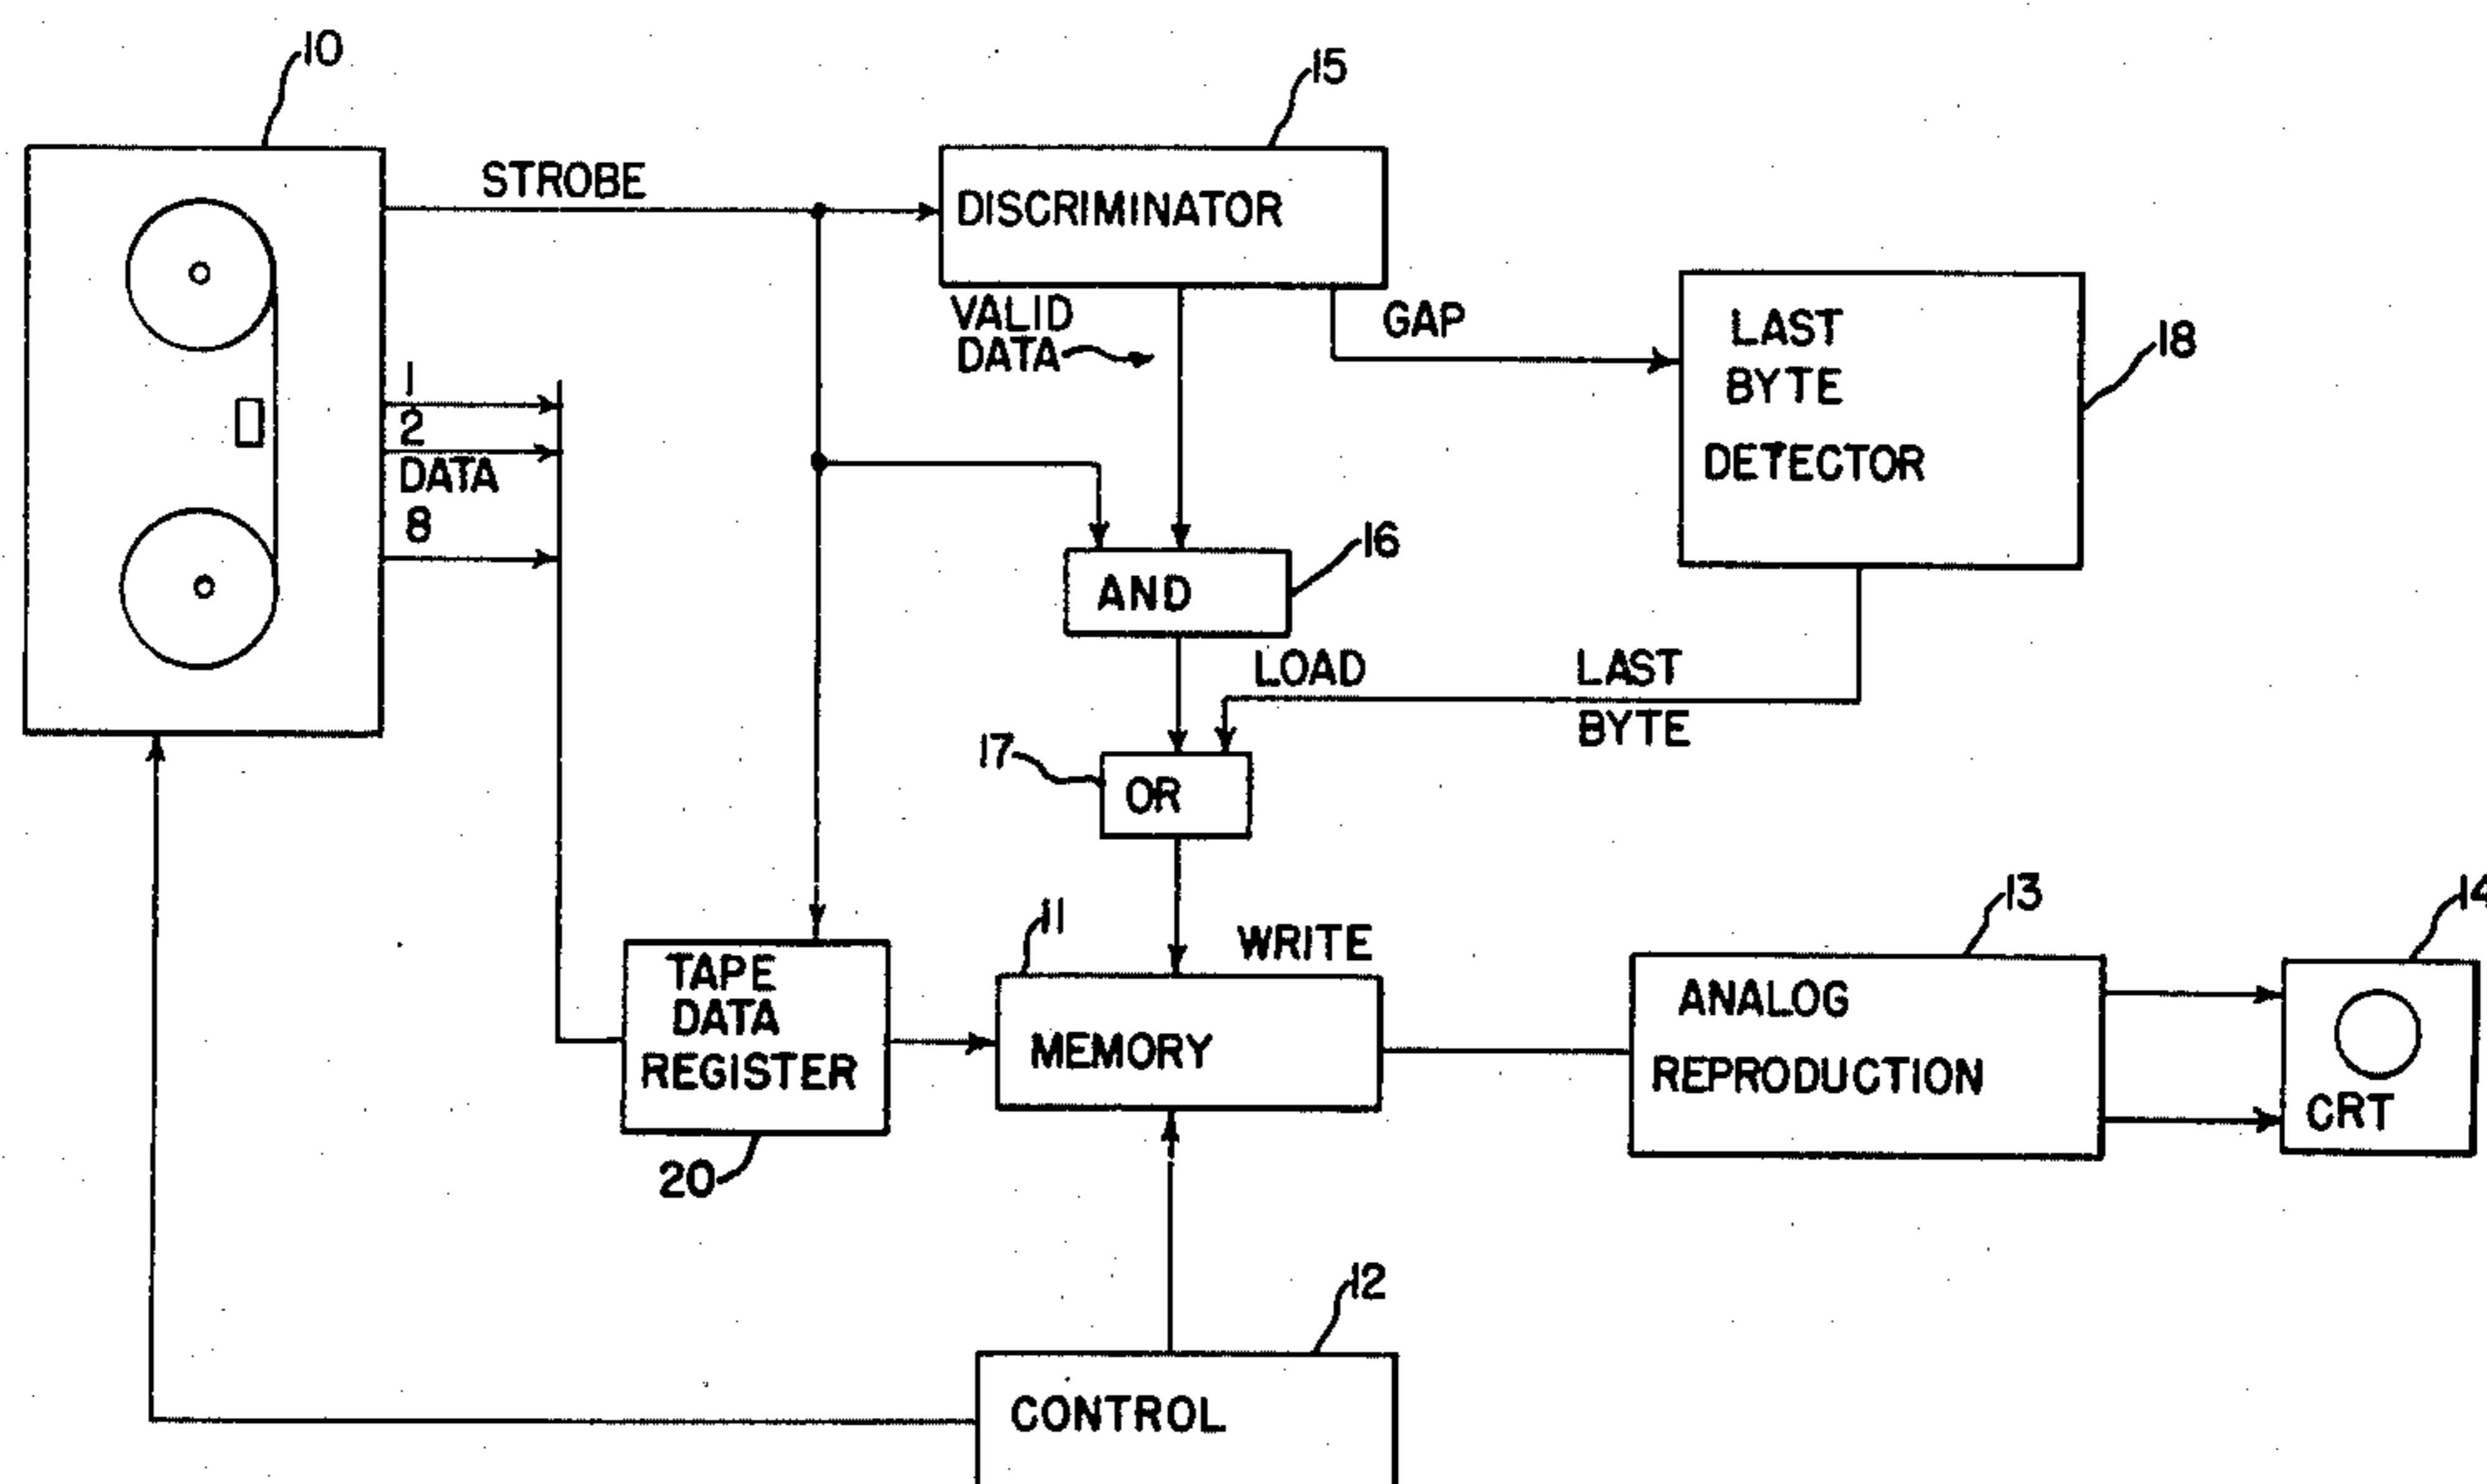 10
15
STROBE
DISCRIMINATOR
VALID
DATA
GAP
LAST
BYTE
DETECTOR
18
1
2
DATA
8
16
AND
LOAD
LAST
BYTE
17
OR
11
WRITE
13
14
TAPE
DATA
REGISTER
20
MEMORY
ANALOG
REPRODUCTION
CRT
12
CONTROL